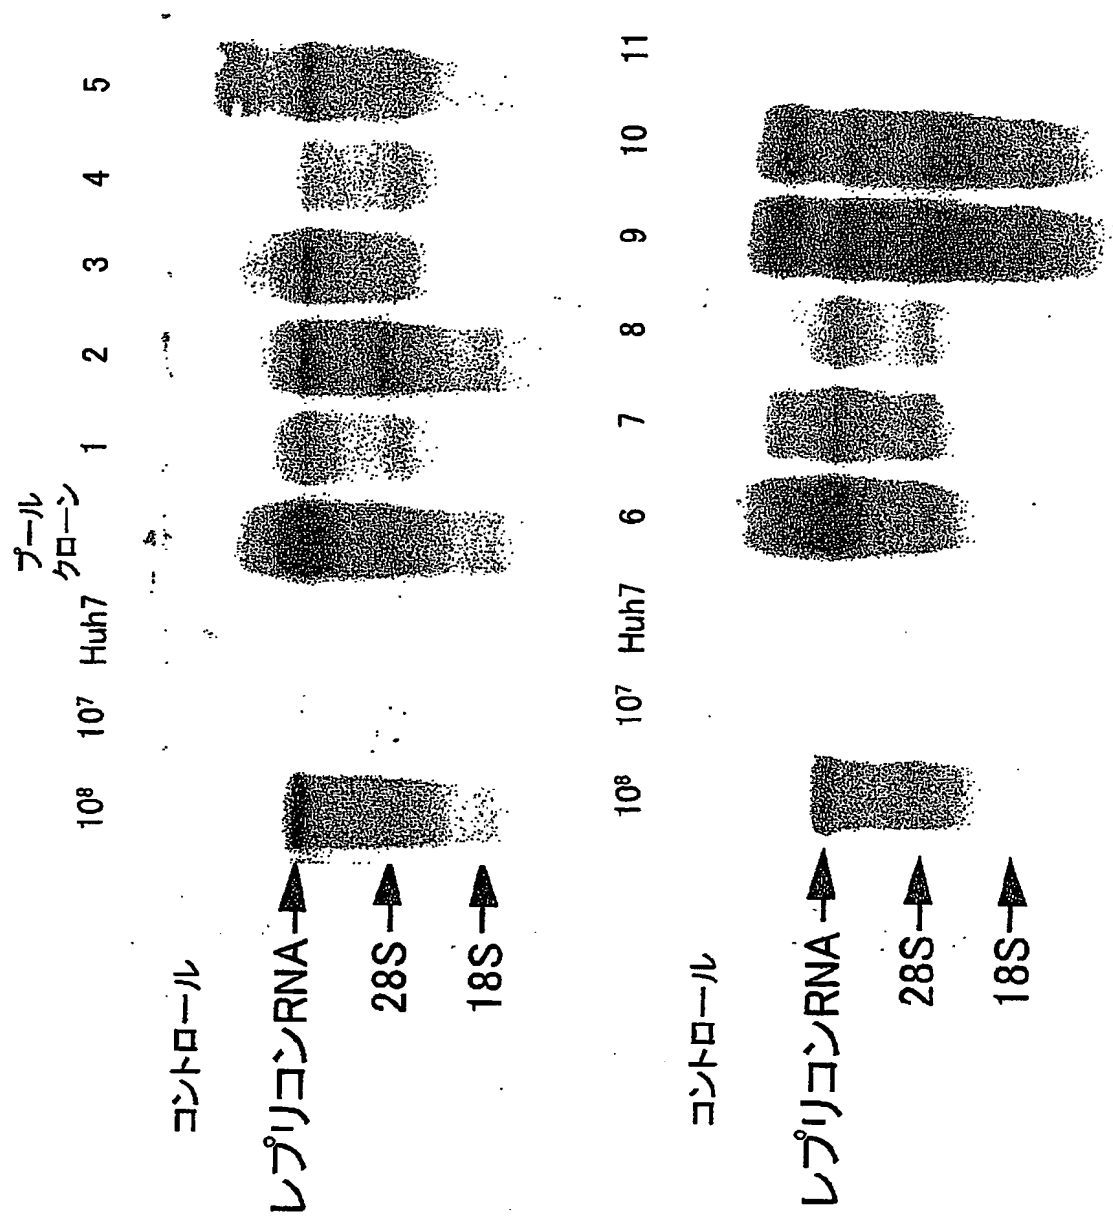 プール
クローン
10⁸ 10⁷ Huh7 1 2 3 4 5
コントロール
レプリコンRNA→
28S→
18S→
10⁸ 10⁷ Huh7 6 7 8 9 10 11
コントロール
レプリコンRNA→
28S→
18S→